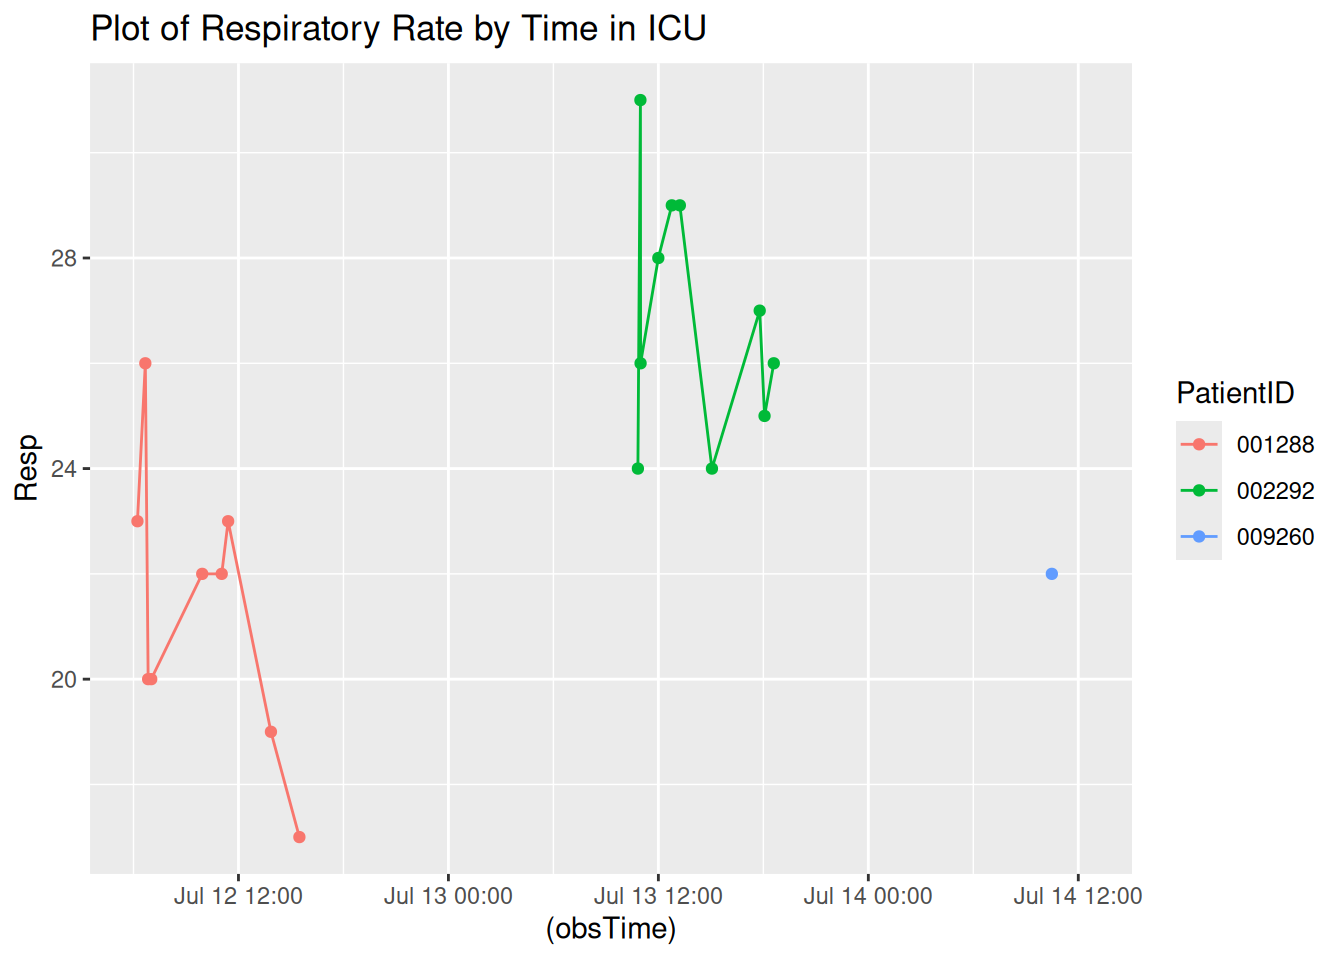 Plot of Respiratory Rate by Time in ICU
Resp
28
24
20
Jul 12 12:00
Jul 13 00:00
Jul 13 12:00
Jul 14 00:00
Jul 14 12:00
(obsTime)
PatientID
001288
002292
009260